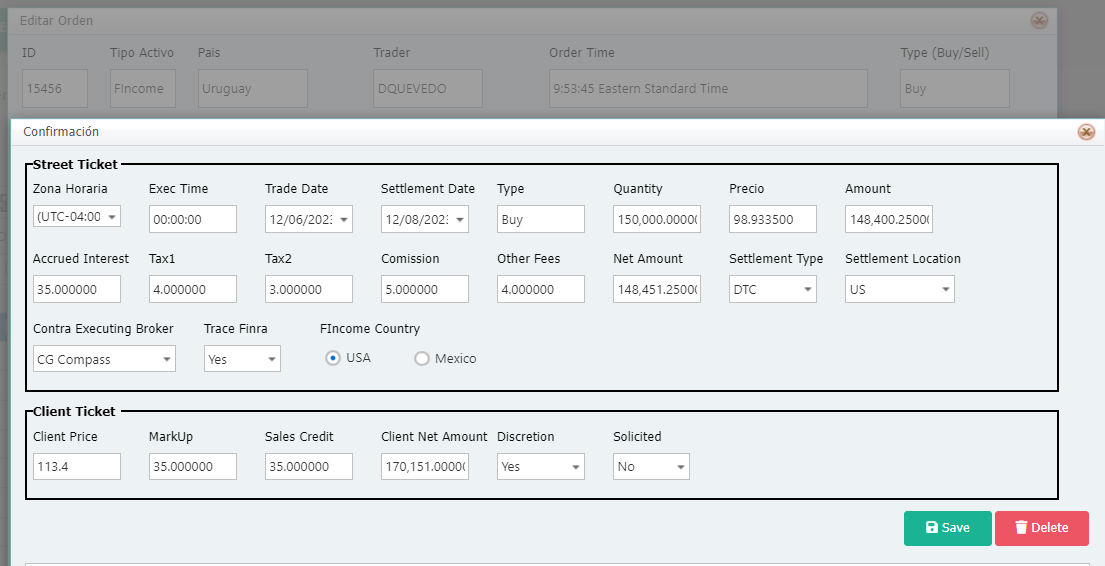 Editar Orden
ID Tipo Activo Pais Trader Order Time Type (Buy/Sell)
15456 FIncome Uruguay DQUEVEDO 9:53:45 Eastern Standard Time Buy
Confirmación
Street Ticket
Zona Horaria Exec Time Trade Date Settlement Date Type Quantity Precio Amount
(UTC-04:00 00:00:00 12/06/202 12/08/202 Buy 150,000.0000 98.933500 148,400.2500
Accrued Interest Tax1 Tax2 Comission Other Fees Net Amount Settlement Type Settlement Location
35.000000 4.000000 3.000000 5.000000 4.000000 148,451.2500 DTC US
Contra Executing Broker Trace Finra FIncome Country
CG Compass Yes USA Mexico
Client Ticket
Client Price MarkUp Sales Credit Client Net Amount Discretion Solicited
113.4 35.000000 35.000000 170,151.0000 Yes No
Save Delete